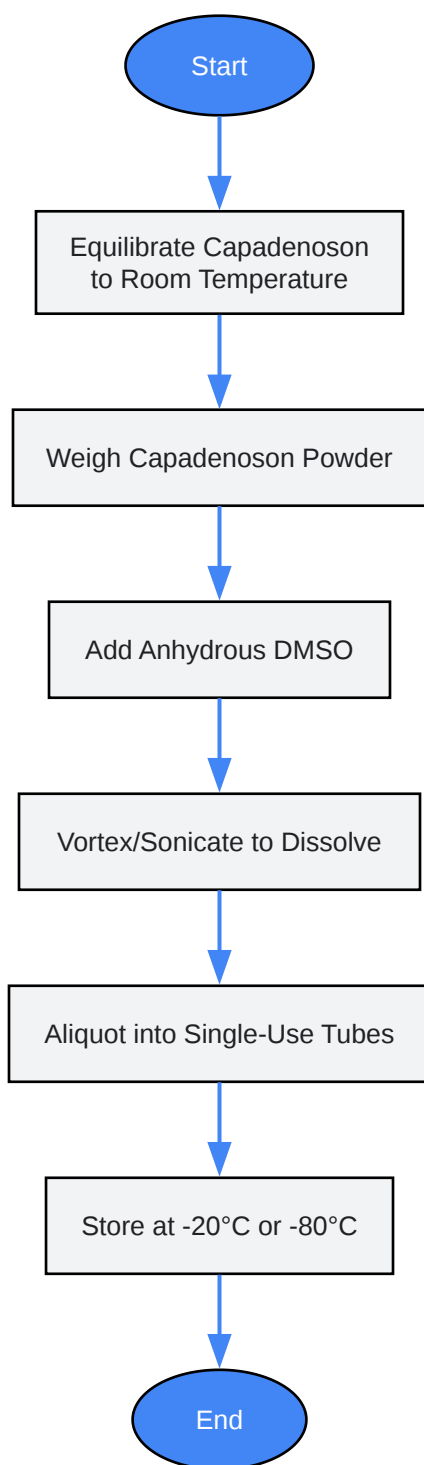 Start
Equilibrate Capadenoson
to Room Temperature
Weigh Capadenoson Powder
Add Anhydrous DMSO
Vortex/Sonicate to Dissolve
Aliquot into Single-Use Tubes
Store at -20°C or -80°C
End